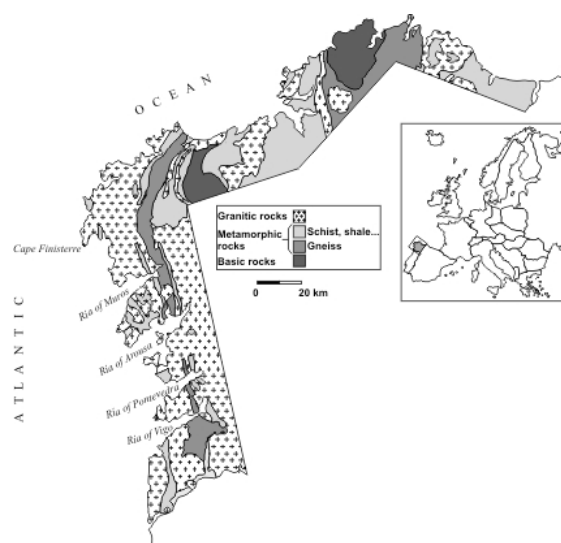 OCEAN
Granitic rocks
Metamorphic rocks
Schist, shale...
Gneiss
Basic rocks
0 20 km
Cape Finisterre
Ria of Muros
Ria of Arousa
Ria of Pontevedra
Ria of Vigo
ATLANTIC